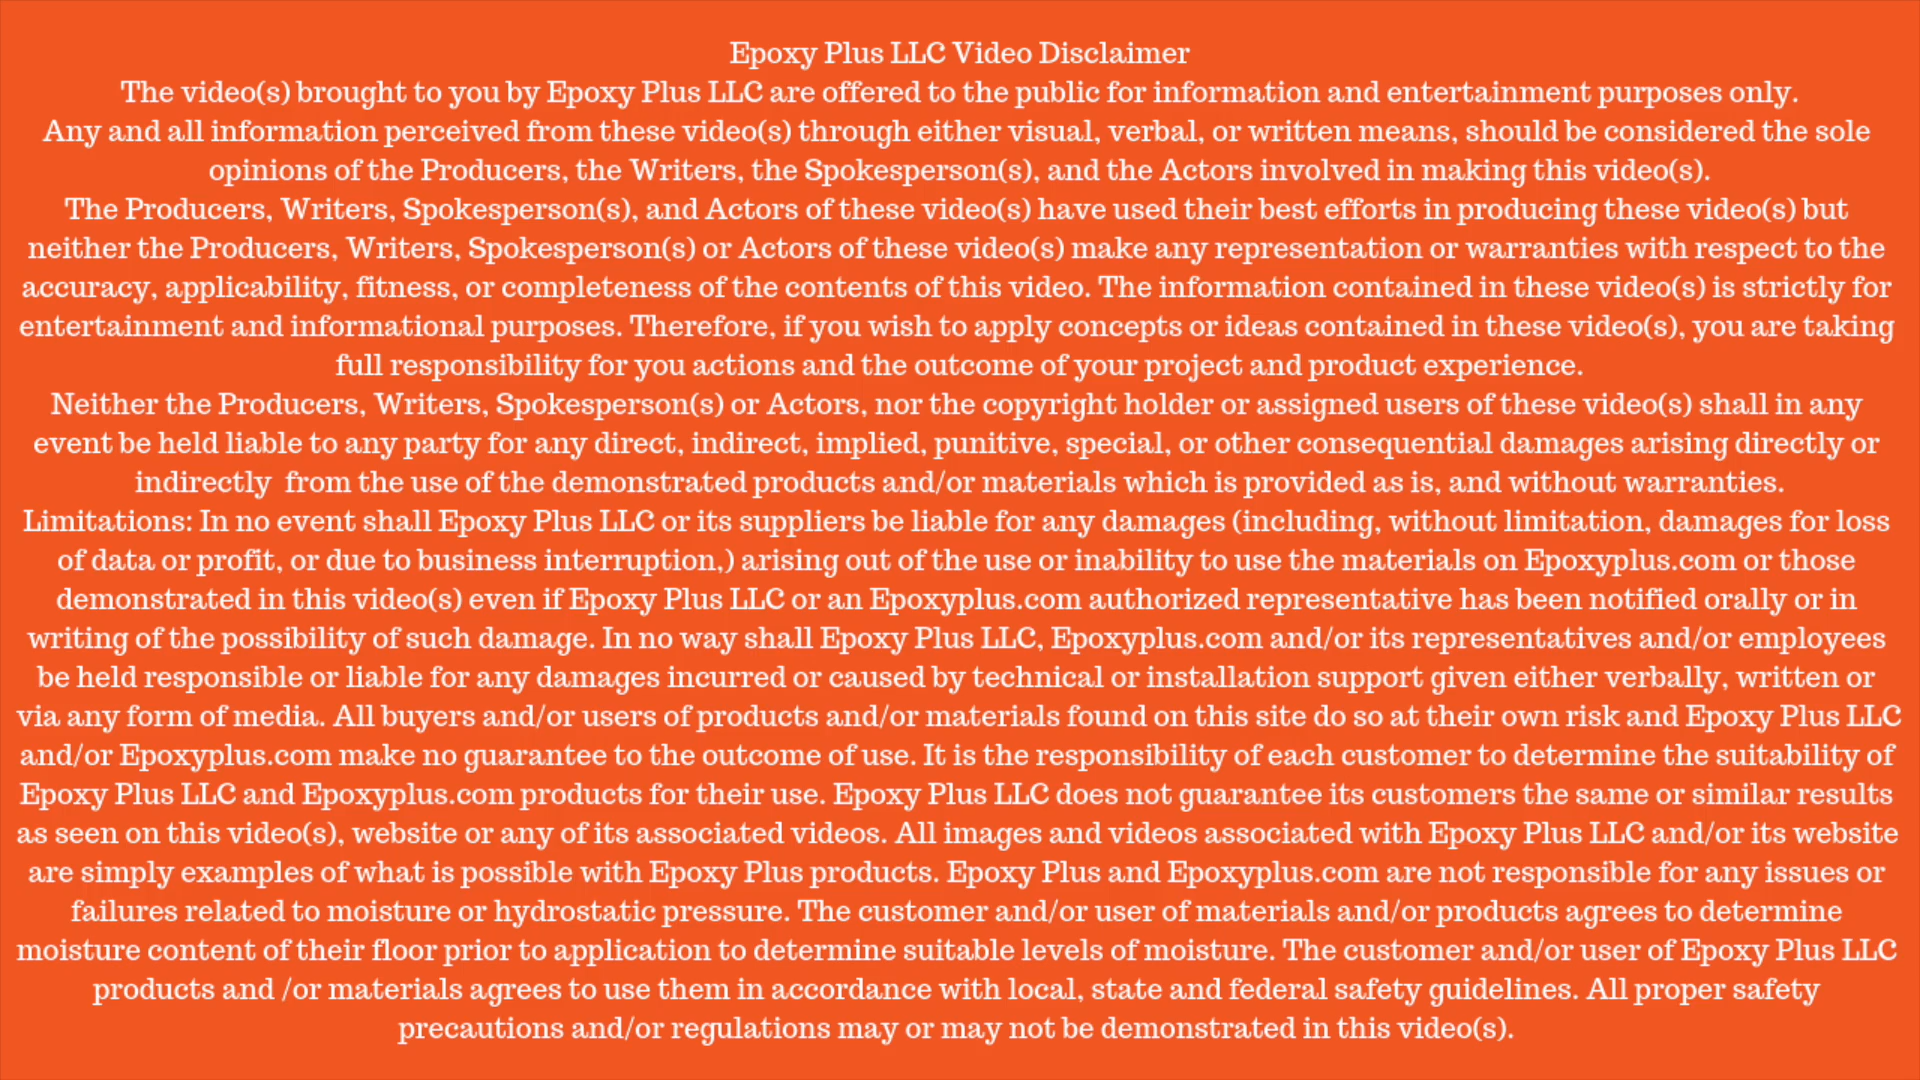 Epoxy Plus LLC Video Disclaimer
The video(s) brought to you by Epoxy Plus LLC are offered to the public for information and entertainment purposes only.
Any and all information perceived from these video(s) through either visual, verbal, or written means, should be considered the sole
opinions of the Producers, the Writers, the Spokesperson(s), and the Actors involved in making this video(s).
The Producers, Writers, Spokesperson(s), and Actors of these video(s) have used their best efforts in producing these video(s) but
neither the Producers, Writers, Spokesperson(s) or Actors of these video(s) make any representation or warranties with respect to the
accuracy, applicability, fitness, or completeness of the contents of this video. The information contained in these video(s) is strictly for
entertainment and informational purposes. Therefore, if you wish to apply concepts or ideas contained in these video(s), you are taking
full responsibility for you actions and the outcome of your project and product experience.
Neither the Producers, Writers, Spokesperson(s) or Actors, nor the copyright holder or assigned users of these video(s) shall in any
event be held liable to any party for any direct, indirect, implied, punitive, special, or other consequential damages arising directly or
indirectly  from the use of the demonstrated products and/or materials which is provided as is, and without warranties.
Limitations: In no event shall Epoxy Plus LLC or its suppliers be liable for any damages (including, without limitation, damages for loss
of data or profit, or due to business interruption,) arising out of the use or inability to use the materials on Epoxyplus.com or those
demonstrated in this video(s) even if Epoxy Plus LLC or an Epoxyplus.com authorized representative has been notified orally or in
writing of the possibility of such damage. In no way shall Epoxy Plus LLC, Epoxyplus.com and/or its representatives and/or employees
be held responsible or liable for any damages incurred or caused by technical or installation support given either verbally, written or
via any form of media. All buyers and/or users of products and/or materials found on this site do so at their own risk and Epoxy Plus LLC
and/or Epoxyplus.com make no guarantee to the outcome of use. It is the responsibility of each customer to determine the suitability of
Epoxy Plus LLC and Epoxyplus.com products for their use. Epoxy Plus LLC does not guarantee its customers the same or similar results
as seen on this video(s), website or any of its associated videos. All images and videos associated with Epoxy Plus LLC and/or its website
are simply examples of what is possible with Epoxy Plus products. Epoxy Plus and Epoxyplus.com are not responsible for any issues or
failures related to moisture or hydrostatic pressure. The customer and/or user of materials and/or products agrees to determine
moisture content of their floor prior to application to determine suitable levels of moisture. The customer and/or user of Epoxy Plus LLC
products and /or materials agrees to use them in accordance with local, state and federal safety guidelines. All proper safety
precautions and/or regulations may or may not be demonstrated in this video(s).